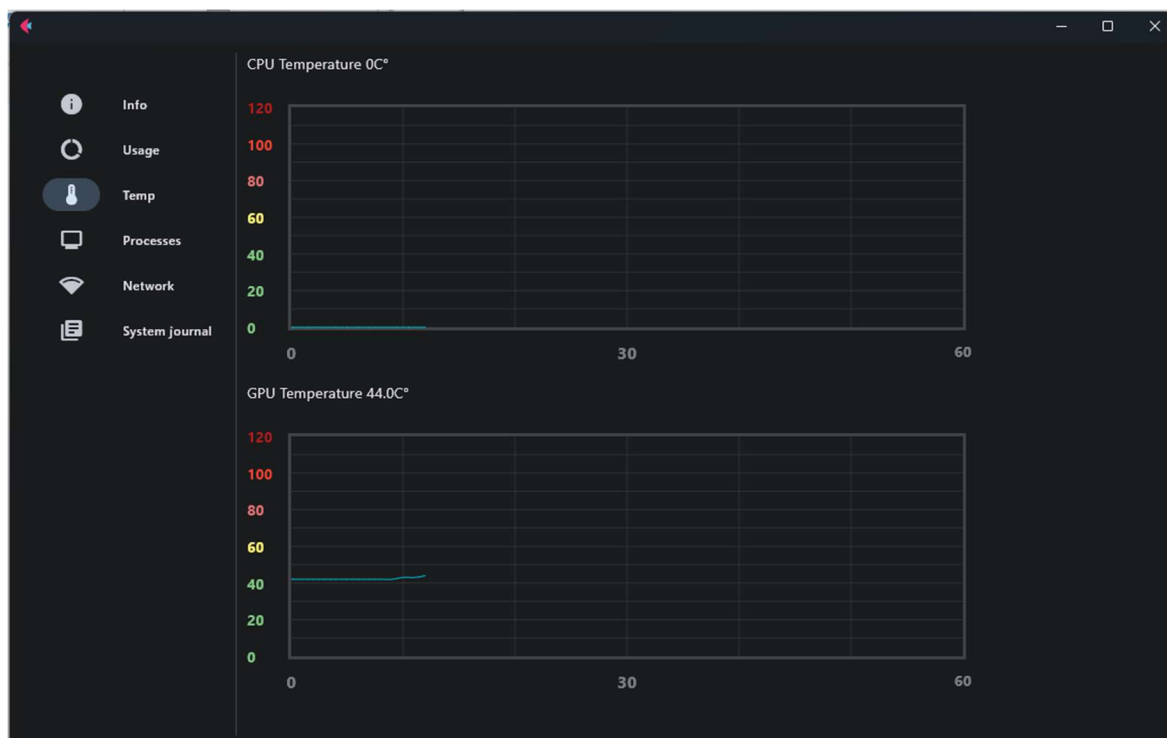 Info
Usage
Temp
Processes
Network
System journal
CPU Temperature 0C°
120
100
80
60
40
20
0
0 30 60
GPU Temperature 44.0C°
120
100
80
60
40
20
0
0 30 60